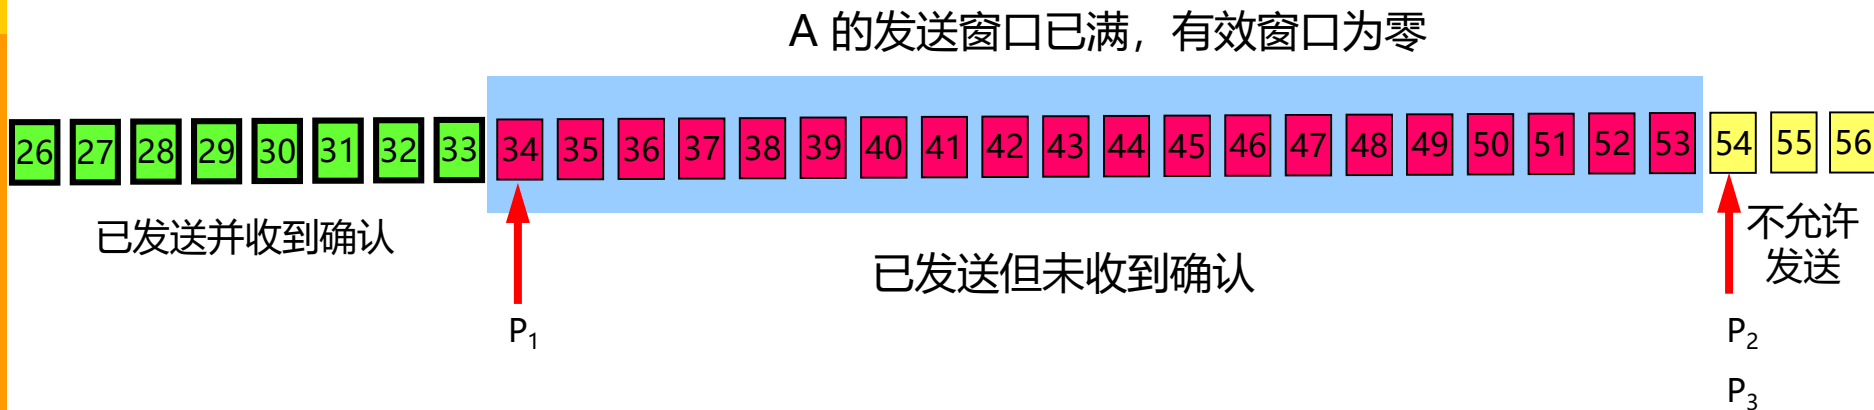 A 的发送窗口已满，有效窗口为零
26 27 28 29 30 31 32 33 34 35 36 37 38 39 40 41 42 43 44 45 46 47 48 49 50 51 52 53 54 55 56
已发送并收到确认
已发送但未收到确认
不允许
发送
P₁
P₂
P₃